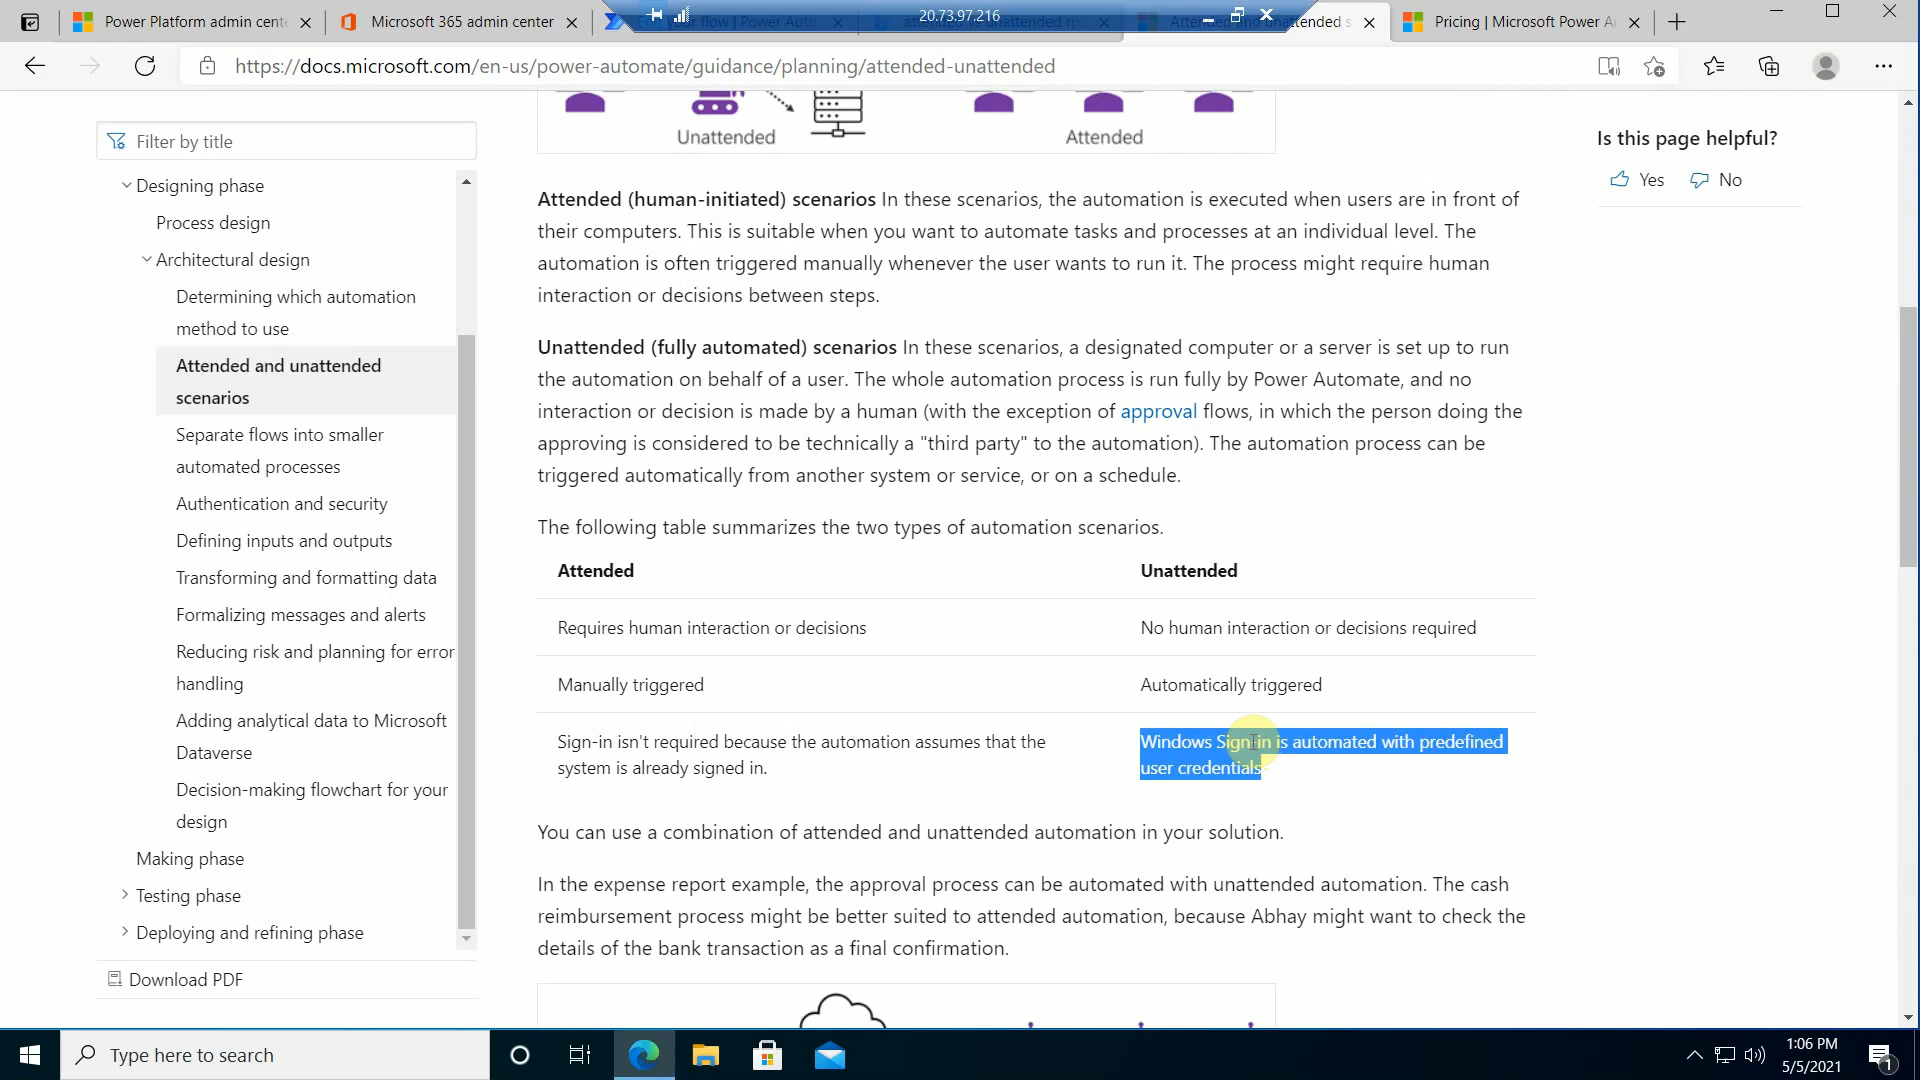 Power Platform admin cente
Microsoft 365 admin center
20.73.97.216
Pricing | Microsoft Power A
https://docs.microsoft.com/en-us/power-automate/guidance/planning/attended-unattended
Filter by title
Designing phase
Process design
Architectural design
Determining which automation
method to use
Attended and unattended
scenarios
Separate flows into smaller
automated processes
Authentication and security
Defining inputs and outputs
Transforming and formatting data
Formalizing messages and alerts
Reducing risk and planning for error
handling
Adding analytical data to Microsoft
Dataverse
Decision-making flowchart for your
design
Making phase
Testing phase
Deploying and refining phase
Download PDF
Unattended
Attended
Attended (human-initiated) scenarios In these scenarios, the automation is executed when users are in front of
their computers. This is suitable when you want to automate tasks and processes at an individual level. The
automation is often triggered manually whenever the user wants to run it. The process might require human
interaction or decisions between steps.
Unattended (fully automated) scenarios In these scenarios, a designated computer or a server is set up to run
the automation on behalf of a user. The whole automation process is run fully by Power Automate, and no
interaction or decision is made by a human (with the exception of approval flows, in which the person doing the
approving is considered to be technically a "third party" to the automation). The automation process can be
triggered automatically from another system or service, or on a schedule.
The following table summarizes the two types of automation scenarios.
Attended Unattended
Requires human interaction or decisions No human interaction or decisions required
Manually triggered Automatically triggered
Sign-in isn't required because the automation assumes that the
system is already signed in.
Windows Sign-in is automated with predefined
user credentials
You can use a combination of attended and unattended automation in your solution.
In the expense report example, the approval process can be automated with unattended automation. The cash
reimbursement process might be better suited to attended automation, because Abhay might want to check the
details of the bank transaction as a final confirmation.
Is this page helpful?
Yes No
Type here to search
1:06 PM
5/5/2021
1